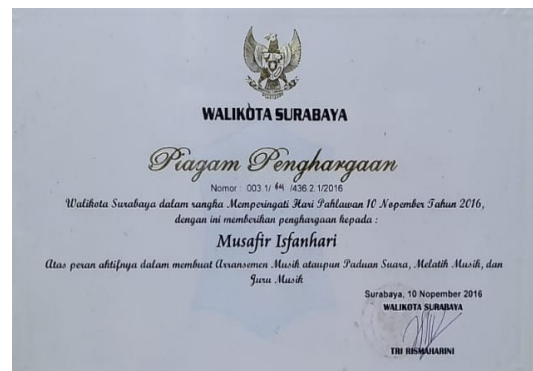 WALIKOTA SURABAYA
Piagam Penghargaan
Nomor : 003.1/ /436.2.1/2016
Walikota Surabaya dalam rangka Memperingati Hari Pahlawan 10 Nopember Tahun 2016,
dengan ini memberikan penghargaan kepada :
Musafir Isfanhari
Atas peran aktifnya dalam membuat Arransemen Musik ataupun Paduan Suara, Melatih Musik, dan
Guru Musik
Surabaya, 10 Nopember 2016
WALIKOTA SURABAYA
TRI RISMAHARINI